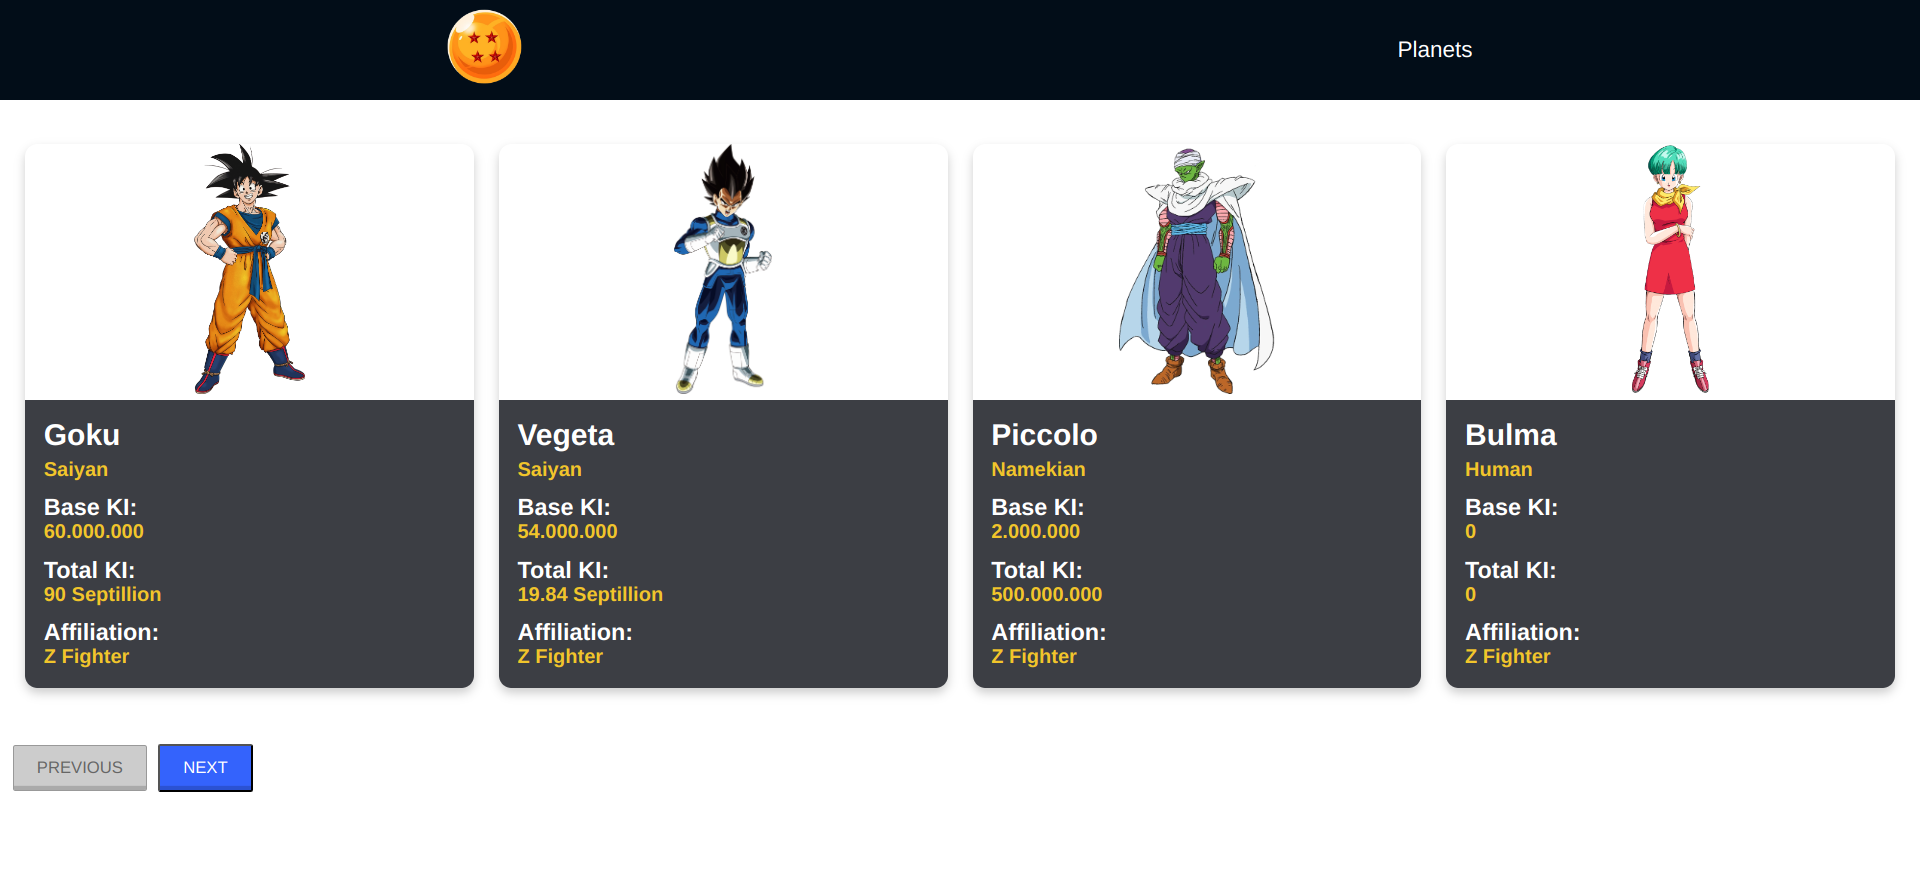 Planets
Goku
Saiyan
Base KI:
60.000.000
Total KI:
90 Septillion
Affiliation:
Z Fighter
Vegeta
Saiyan
Base KI:
54.000.000
Total KI:
19.84 Septillion
Affiliation:
Z Fighter
Piccolo
Namekian
Base KI:
2.000.000
Total KI:
500.000.000
Affiliation:
Z Fighter
Bulma
Human
Base KI:
0
Total KI:
0
Affiliation:
Z Fighter
PREVIOUS
NEXT